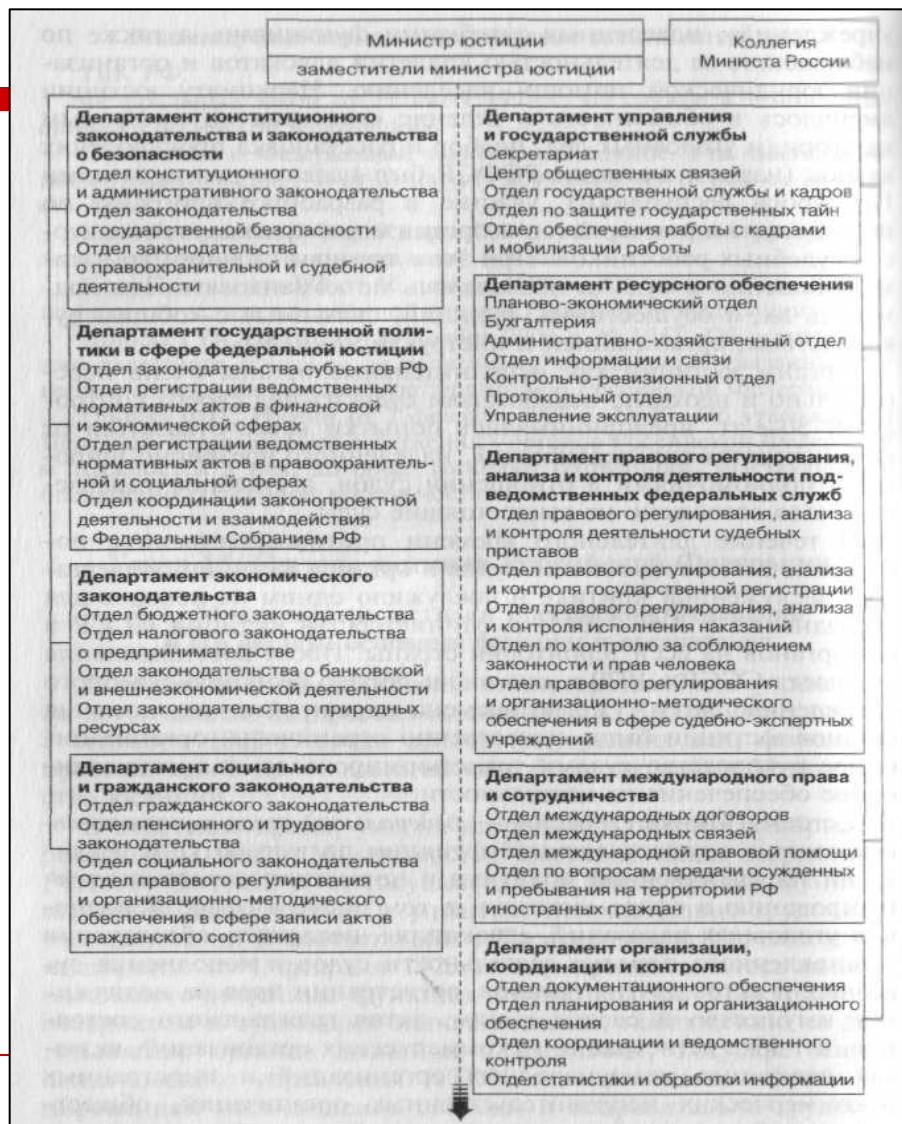 Министр юстиции
заместители министра юстиции
Коллегия
Минюста России
Департамент конституционного
законодательства и законодательства
о безопасности
Отдел конституционного
и административного законодательства
Отдел законодательства
о государственной безопасности
Отдел законодательства
о правоохранительной и судебной
деятельности
Департамент государственной поли-
тики в сфере федеральной юстиции
Отдел законодательства субъектов РФ
Отдел регистрации ведомственных
нормативных актов в финансовой
и экономической сферах
Отдел регистрации ведомственных
нормативных актов в правоохранитель-
ной и социальной сферах
Отдел координации законопроектной
деятельности и взаимодействия
с Федеральным Собранием РФ
Департамент экономического
законодательства
Отдел бюджетного законодательства
Отдел налогового законодательства
о предпринимательстве
Отдел законодательства о банковской
и внешнеэкономической деятельности
Отдел законодательства о природных
ресурсах
Департамент социального
и гражданского законодательства
Отдел гражданского законодательства
Отдел пенсионного и трудового
законодательства
Отдел социального законодательства
Отдел правового регулирования
и организационно-методического
обеспечения в сфере записи актов
гражданского состояния
Департамент управления
и государственной службы
Секретариат
Центр общественных связей
Отдел государственной службы и кадров
Отдел по защите государственных тайн
Отдел обеспечения работы с кадрами
и мобилизации работы
Департамент ресурсного обеспечения
Планово-экономический отдел
Бухгалтерия
Административно-хозяйственный отдел
Отдел информации и связи
Контрольно-ревизионный отдел
Протокольный отдел
Управление эксплуатации
Департамент правового регулирования,
анализа и контроля деятельности под-
ведомственных федеральных служб
Отдел правового регулирования, анализа
и контроля деятельности судебных
приставов
Отдел правового регулирования, анализа
и контроля государственной регистрации
Отдел правового регулирования, анализа
и контроля исполнения наказаний
Отдел по контролю за соблюдением
законности и прав человека
Отдел правового регулирования
и организационно-методического
обеспечения в сфере судебно-экспертных
учреждений
Департамент международного права
и сотрудничества
Отдел международных договоров
Отдел международных связей
Отдел международной правовой помощи
Отдел по вопросам передачи осужденных
и пребывания на территории РФ
иностранных граждан
Департамент организации,
координации и контроля
Отдел документационного обеспечения
Отдел планирования и организационного
обеспечения
Отдел координации и ведомственного
контроля
Отдел статистики и обработки информации